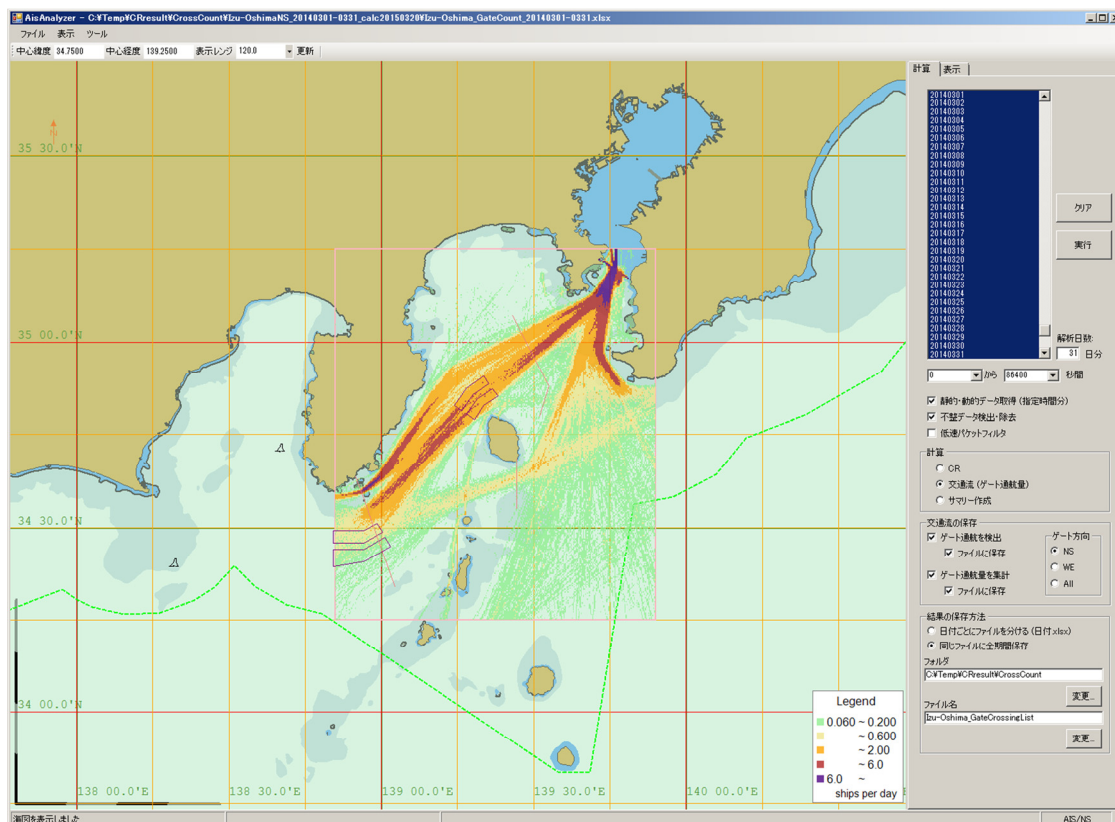 AisAnalyzer - C:¥Temp¥CRresult¥CrossCount¥Izu-OshimaNS_20140301-0331_calc20150320¥Izu-Oshima_GateCount_20140301-0331.xlsx
ファイル 表示 ツール
中心緯度 34.7500 中心経度 139.2500 表示レンジ 120.0 更新
計算 表示
20140301
20140302
20140303
20140304
20140305
20140306
20140307
20140308
20140309
20140310
20140311
20140312
20140313
20140314
20140315
20140316
20140317
20140318
20140319
20140320
20140321
20140322
20140323
20140324
20140325
20140326
20140327
20140328
20140329
20140330
20140331
クリア
実行
解析日数:
31 日分
0 から 86400 秒間
静的・動的データ取得(指定時間分)
不整データ検出・除去
低速パケットフィルタ
計算
CR
交通流(ゲート通航量)
サマリー作成
交通流の保存
ゲート通航を検出
ファイルに保存
ゲート通航量を集計
ファイルに保存
ゲート方向
NS
WE
All
結果の保存方法
日付ごとにファイルを分ける(日付.xlsx)
同じファイルに全期間保存
フォルダ
C:¥Temp¥CRresult¥CrossCount
変更...
ファイル名
Izu-Oshima_GateCrossingList
変更...
N
35 30.0'N
35 00.0'N
34 30.0'N
34 00.0'N
138 00.0'E
138 30.0'E
139 00.0'E
139 30.0'E
140 00.0'E
Legend
0.060 ~ 0.200
~ 0.600
~ 2.00
~ 6.0
6.0 ~
ships per day
海図を表示しました
AIS/NS